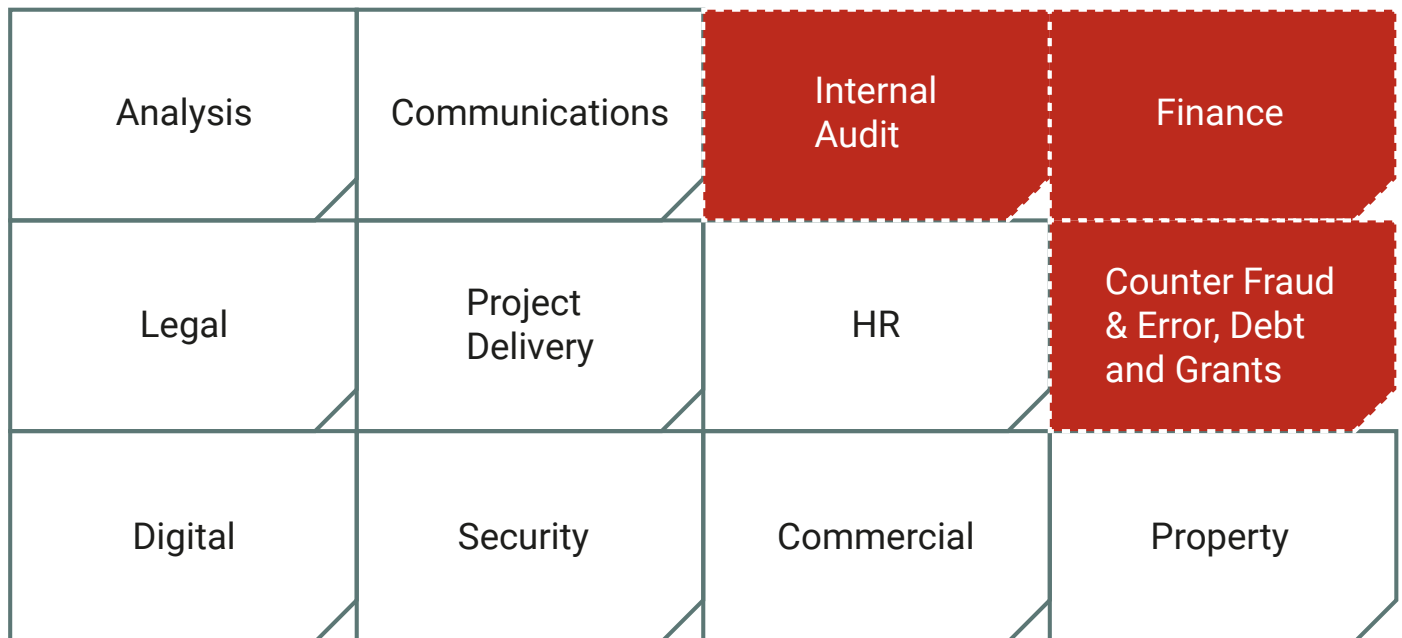 Analysis
Communications
Internal
Audit
Finance
Legal
Project
Delivery
HR
Counter Fraud
& Error, Debt
and Grants
Digital
Security
Commercial
Property